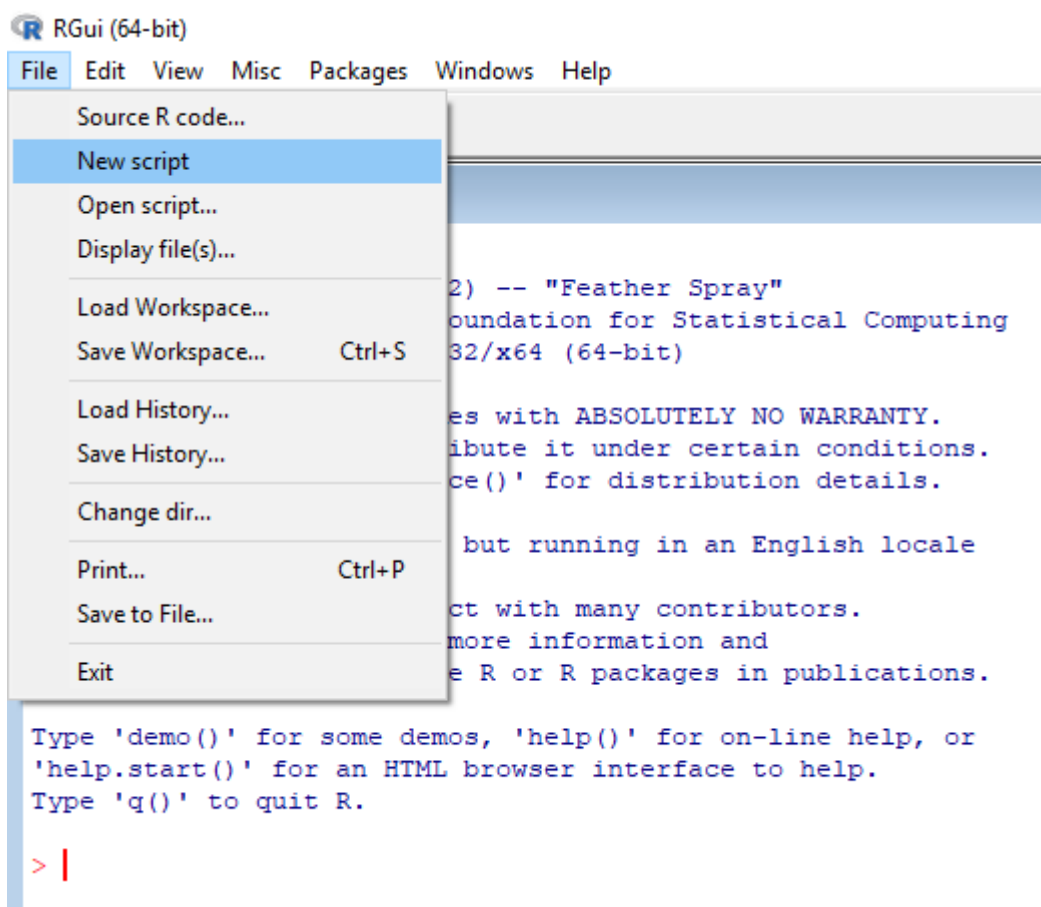 RGui (64-bit)
File Edit View Misc Packages Windows Help
Source R code...
New script
Open script...
Display file(s)...
Load Workspace...
Save Workspace... Ctrl+S
Load History...
Save History...
Change dir...
Print... Ctrl+P
Save to File...
Exit
2) -- "Feather Spray"
oundation for Statistical Computing
32/x64 (64-bit)
es with ABSOLUTELY NO WARRANTY.
ibute it under certain conditions.
ce()' for distribution details.
but running in an English locale
ct with many contributors.
more information and
e R or R packages in publications.
Type 'demo()' for some demos, 'help()' for on-line help, or
'help.start()' for an HTML browser interface to help.
Type 'q()' to quit R.
>